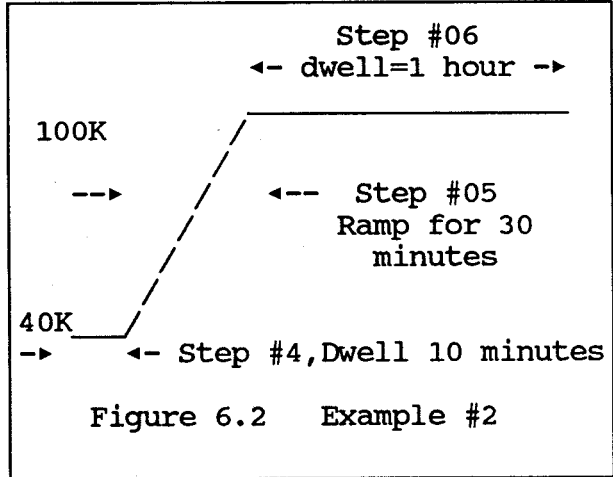 Step #06
dwell=1 hour
100K
Step #05
Ramp for 30
minutes
40K
Step #4,Dwell 10 minutes
Figure 6.2 Example #2